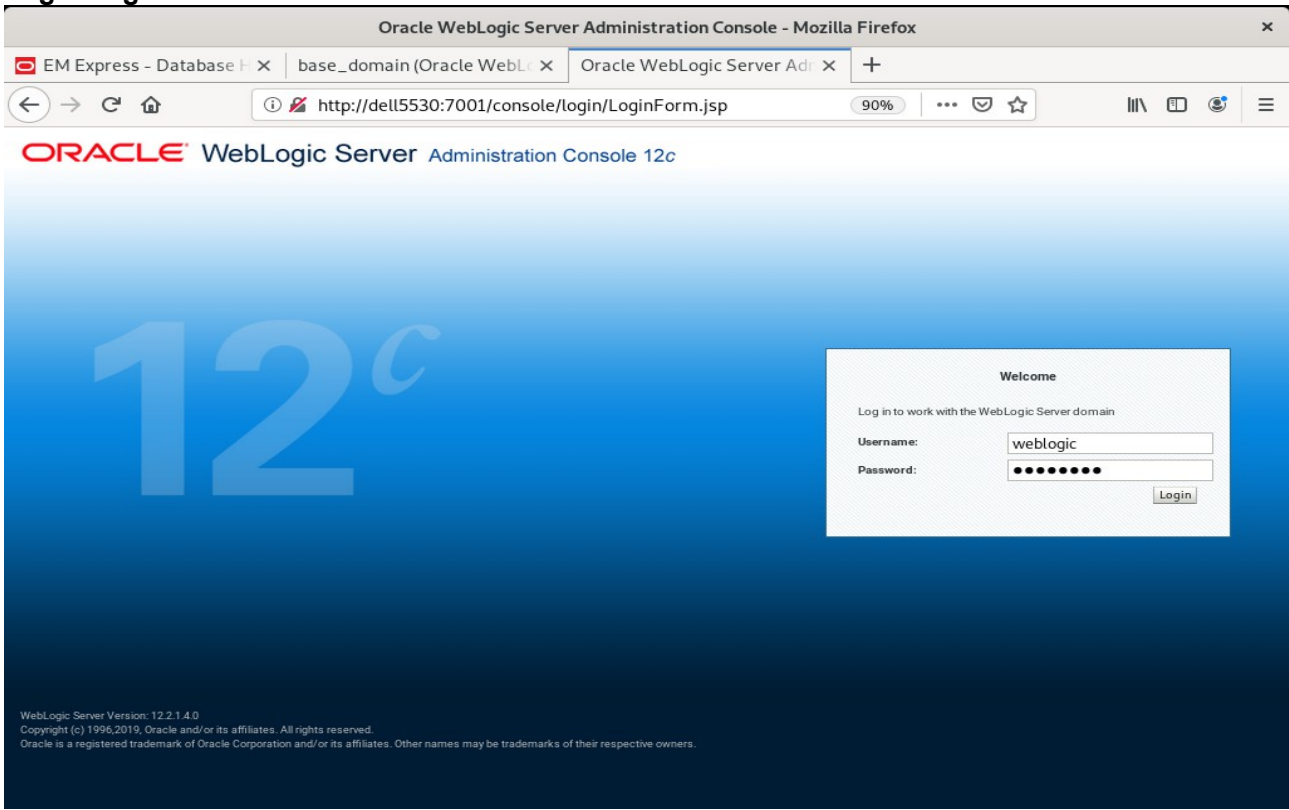 Oracle WebLogic Server Administration Console - Mozilla Firefox
EM Express - Database H
base_domain (Oracle WebLo
Oracle WebLogic Server Adm
http://dell5530:7001/console/login/LoginForm.jsp
90%
ORACLE WebLogic Server Administration Console 12c
12c
Welcome
Log in to work with the WebLogic Server domain
Username: weblogic
Password: ●●●●●●●●
Login
WebLogic Server Version: 12.2.1.4.0
Copyright (c) 1996,2019, Oracle and/or its affiliates. All rights reserved.
Oracle is a registered trademark of Oracle Corporation and/or its affiliates. Other names may be trademarks of their respective owners.